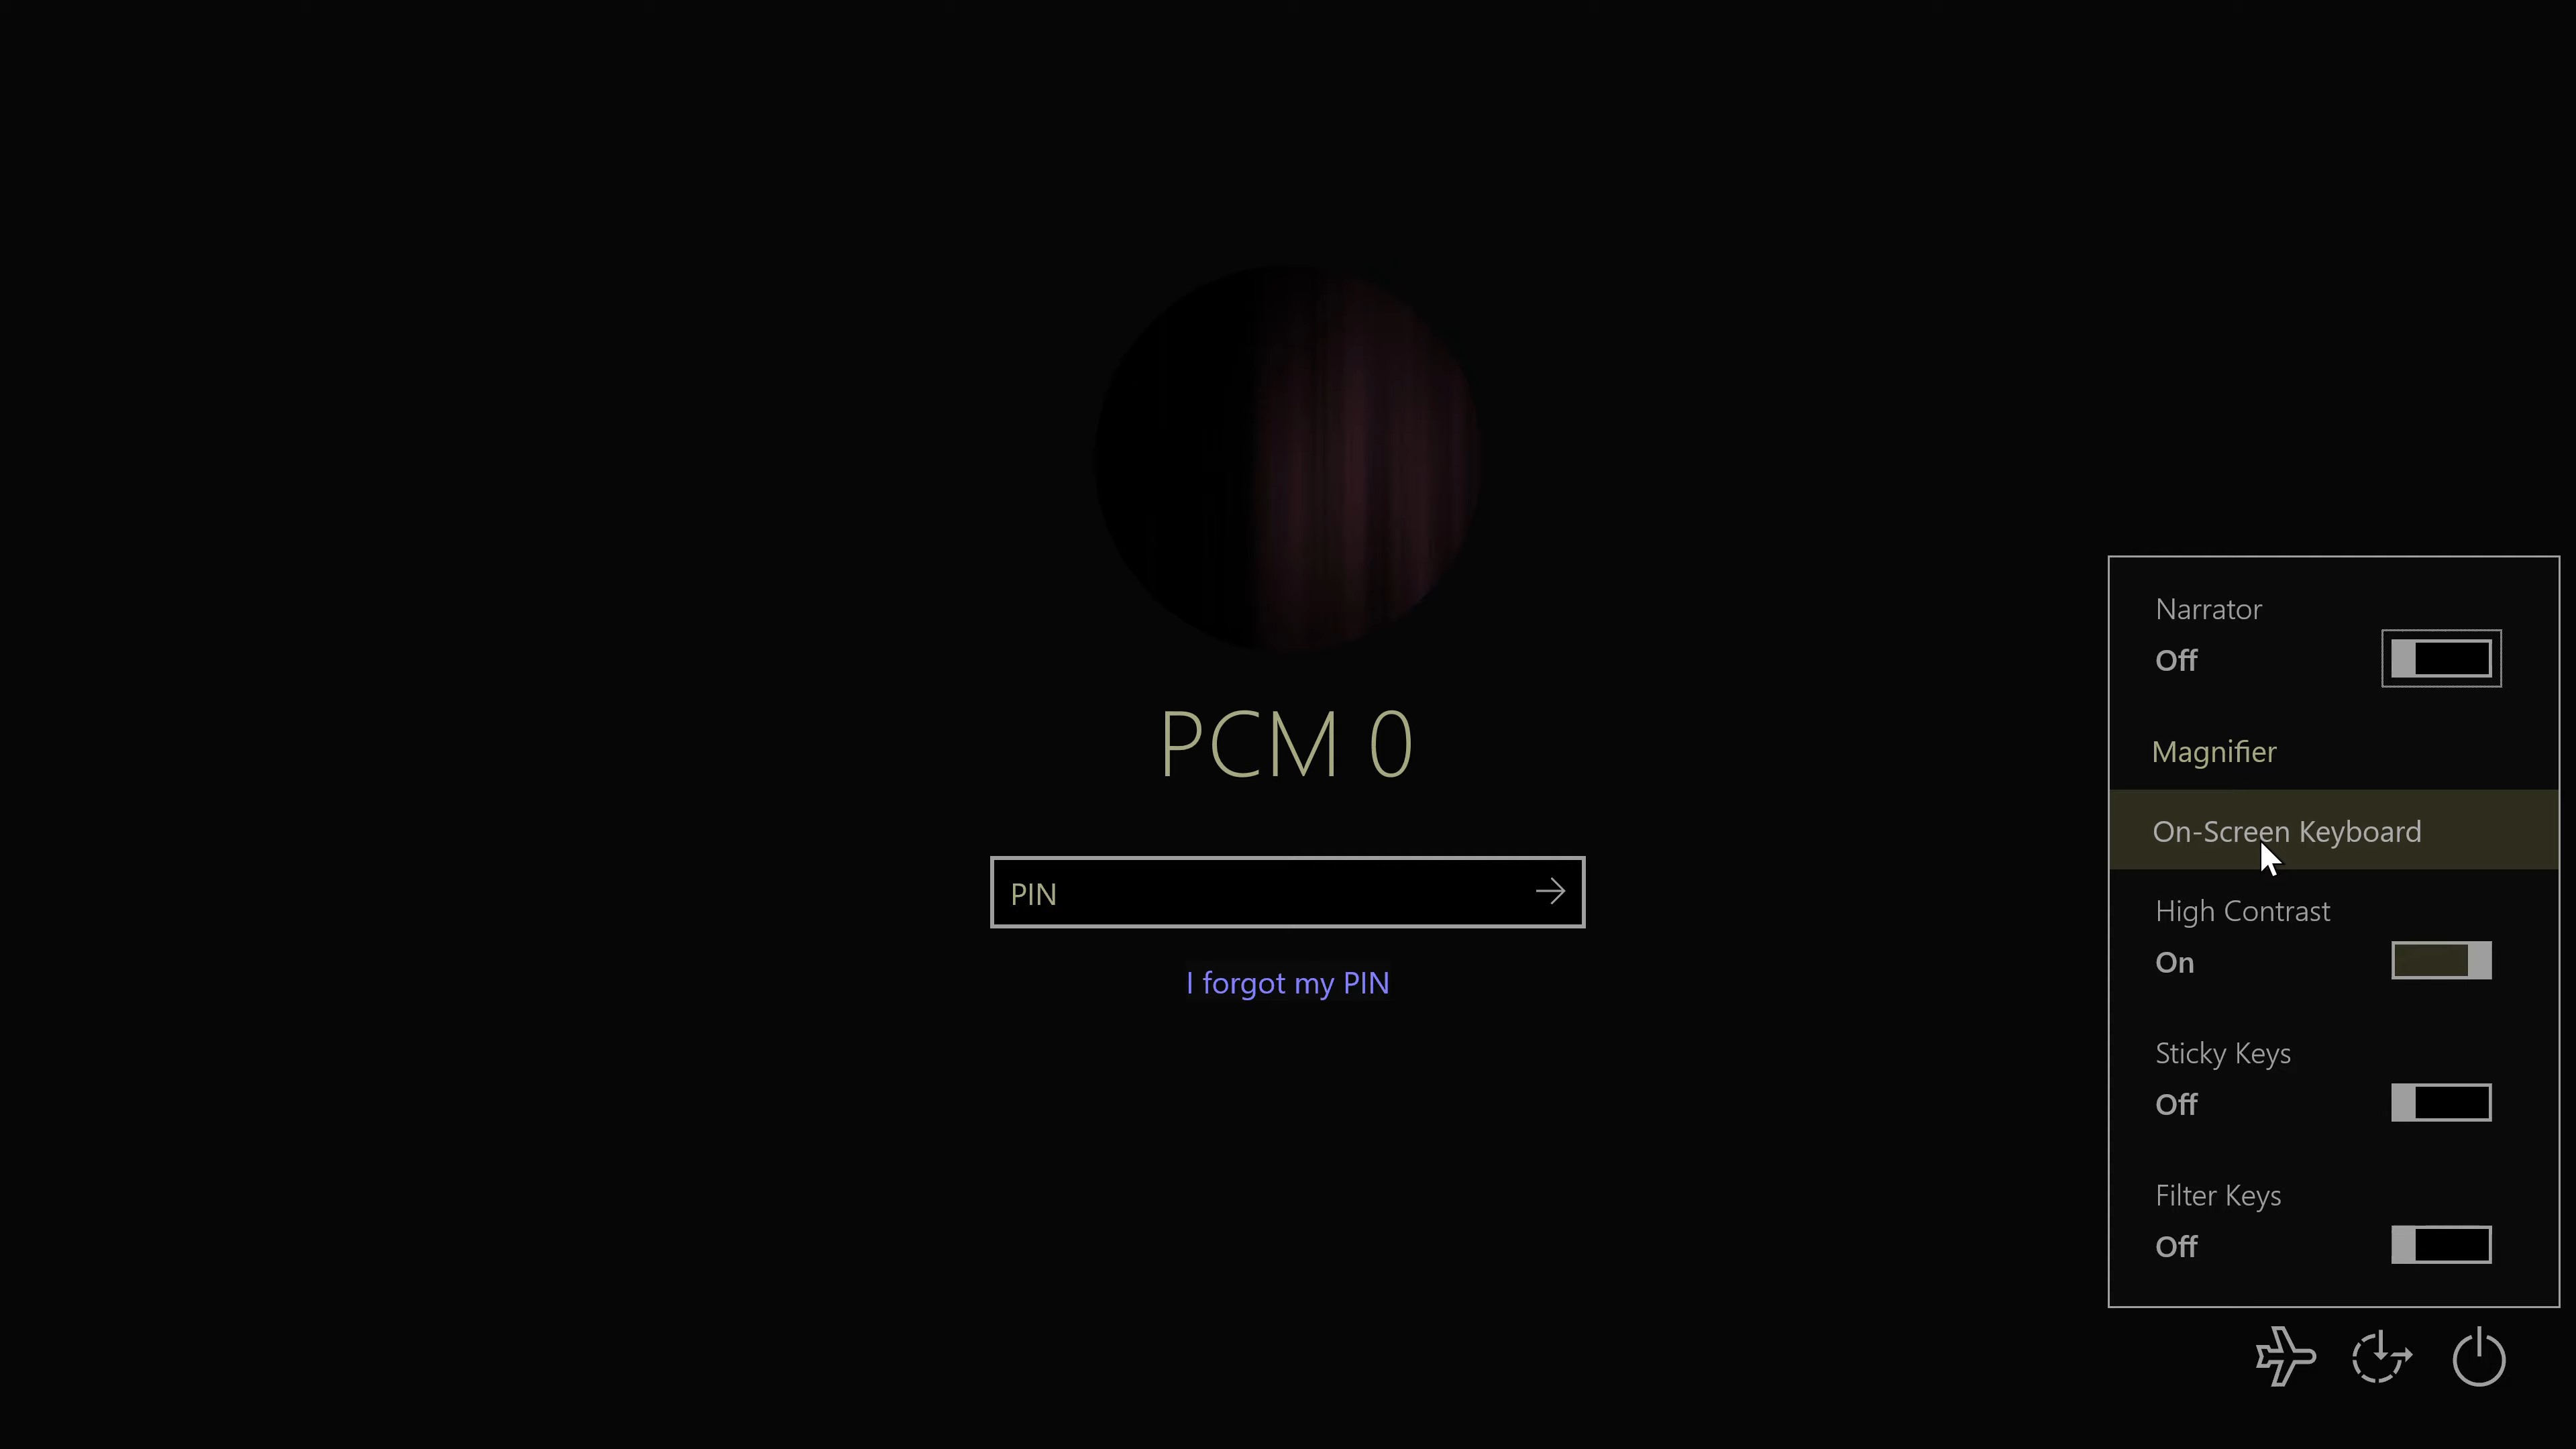 PCM 0
PIN
I forgot my PIN
Narrator
Off
Magnifier
On-Screen Keyboard
High Contrast
On
Sticky Keys
Off
Filter Keys
Off